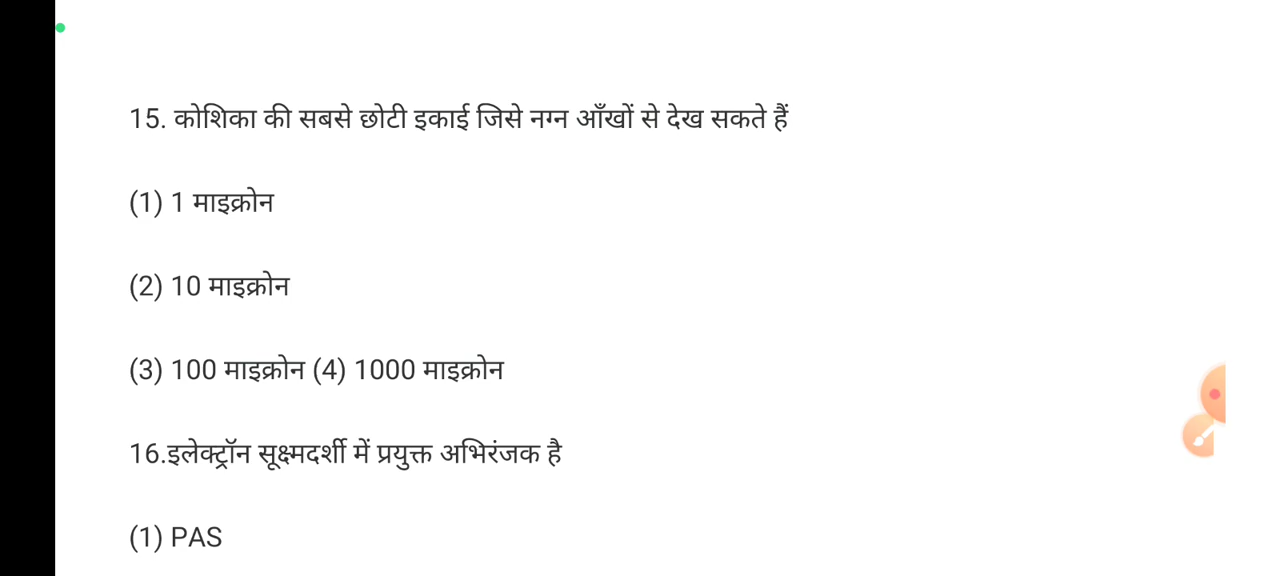 15. कोशिका की सबसे छोटी इकाई जिसे नग्न आँखों से देख सकते हैं
(1) 1 माइक्रोन
(2) 10 माइक्रोन
(3) 100 माइक्रोन (4) 1000 माइक्रोन
16.इलेक्ट्रॉन सूक्ष्मदर्शी में प्रयुक्त अभिरंजक है
(1) PAS